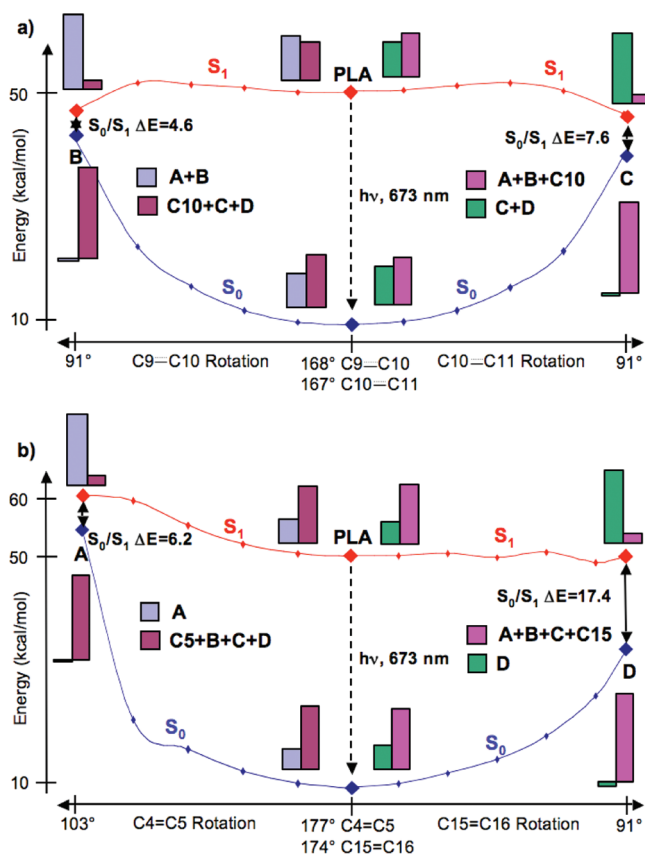 a)
S₁
PLA
S₁
50
S₀/S₁ ΔE=4.6
S₀/S₁ ΔE=7.6
B
C
A+B
C10+C+D
hν, 673 nm
A+B+C10
C+D
Energy (kcal/mol)
S₀
S₀
10
91°
C9═C10 Rotation
168° C9═C10
167° C10═C11
C10═C11 Rotation
91°
b)
60
S₁
PLA
S₁
50
S₀/S₁ ΔE=6.2
A
S₀/S₁ ΔE=17.4
D
A
C5+B+C+D
hν, 673 nm
A+B+C+C15
D
Energy (kcal/mol)
S₀
S₀
10
103°
C4=C5 Rotation
177° C4=C5
174° C15=C16
C15=C16 Rotation
91°